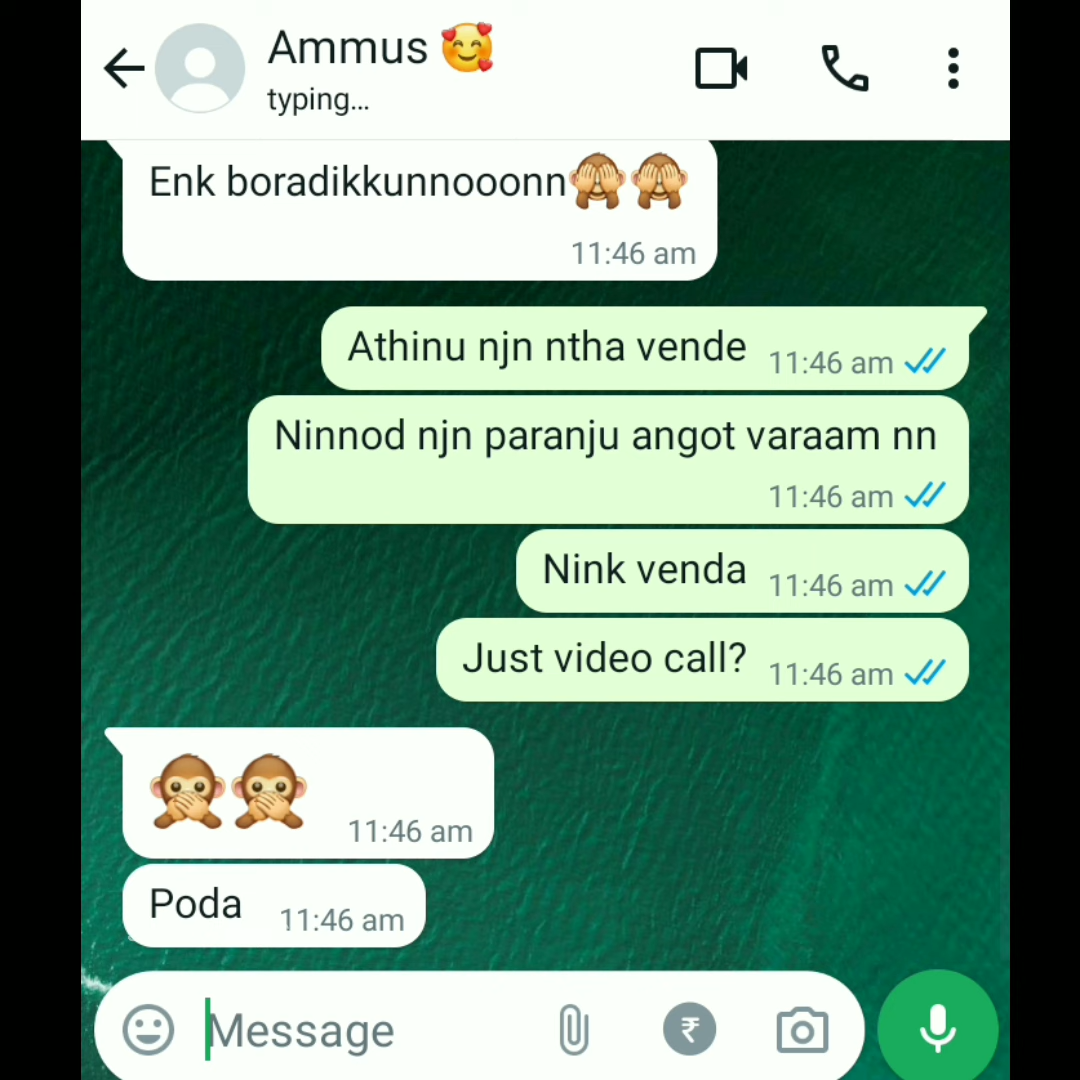 Ammus 🥰
typing...
Enk boradikkunnooonn🙈🙈
11:46 am
Athinu njn ntha vende 11:46 am
Ninnod njn paranju angot varaam nn
11:46 am
Nink venda 11:46 am
Just video call? 11:46 am
🙊🙊 11:46 am
Poda 11:46 am
Message ₹